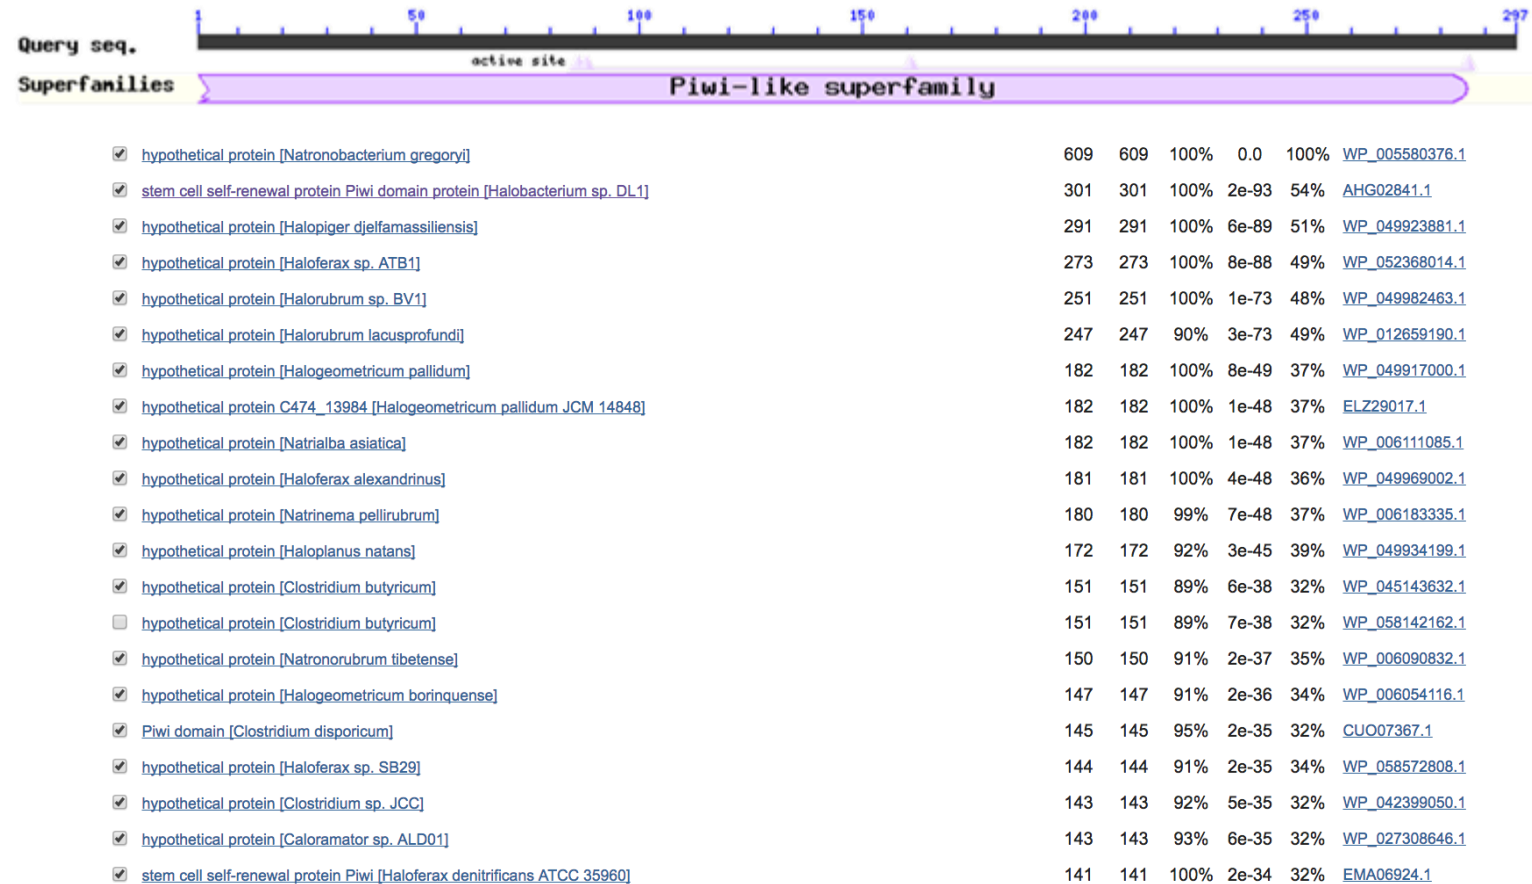 1 50 100 150 200 250 297
Query seq.
active site
Superfamilies Piwi-like superfamily
hypothetical protein [Natronobacterium gregoryi] 609 609 100% 0.0 100% WP_005580376.1
stem cell self-renewal protein Piwi domain protein [Halobacterium sp. DL1] 301 301 100% 2e-93 54% AHG02841.1
hypothetical protein [Halopiger djelfamassiliensis] 291 291 100% 6e-89 51% WP_049923881.1
hypothetical protein [Haloferax sp. ATB1] 273 273 100% 8e-88 49% WP_052368014.1
hypothetical protein [Halorubrum sp. BV1] 251 251 100% 1e-73 48% WP_049982463.1
hypothetical protein [Halorubrum lacusprofundi] 247 247 90% 3e-73 49% WP_012659190.1
hypothetical protein [Halogeometricum pallidum] 182 182 100% 8e-49 37% WP_049917000.1
hypothetical protein C474_13984 [Halogeometricum pallidum JCM 14848] 182 182 100% 1e-48 37% ELZ29017.1
hypothetical protein [Natrialba asiatica] 182 182 100% 1e-48 37% WP_006111085.1
hypothetical protein [Haloferax alexandrinus] 181 181 100% 4e-48 36% WP_049969002.1
hypothetical protein [Natrinema pellirubrum] 180 180 99% 7e-48 37% WP_006183335.1
hypothetical protein [Haloplanus natans] 172 172 92% 3e-45 39% WP_049934199.1
hypothetical protein [Clostridium butyricum] 151 151 89% 6e-38 32% WP_045143632.1
hypothetical protein [Clostridium butyricum] 151 151 89% 7e-38 32% WP_058142162.1
hypothetical protein [Natronorubrum tibetense] 150 150 91% 2e-37 35% WP_006090832.1
hypothetical protein [Halogeometricum borinquense] 147 147 91% 2e-36 34% WP_006054116.1
Piwi domain [Clostridium disporicum] 145 145 95% 2e-35 32% CUO07367.1
hypothetical protein [Haloferax sp. SB29] 144 144 91% 2e-35 34% WP_058572808.1
hypothetical protein [Clostridium sp. JCC] 143 143 92% 5e-35 32% WP_042399050.1
hypothetical protein [Caloramator sp. ALD01] 143 143 93% 6e-35 32% WP_027308646.1
stem cell self-renewal protein Piwi [Haloferax denitrificans ATCC 35960] 141 141 100% 2e-34 32% EMA06924.1